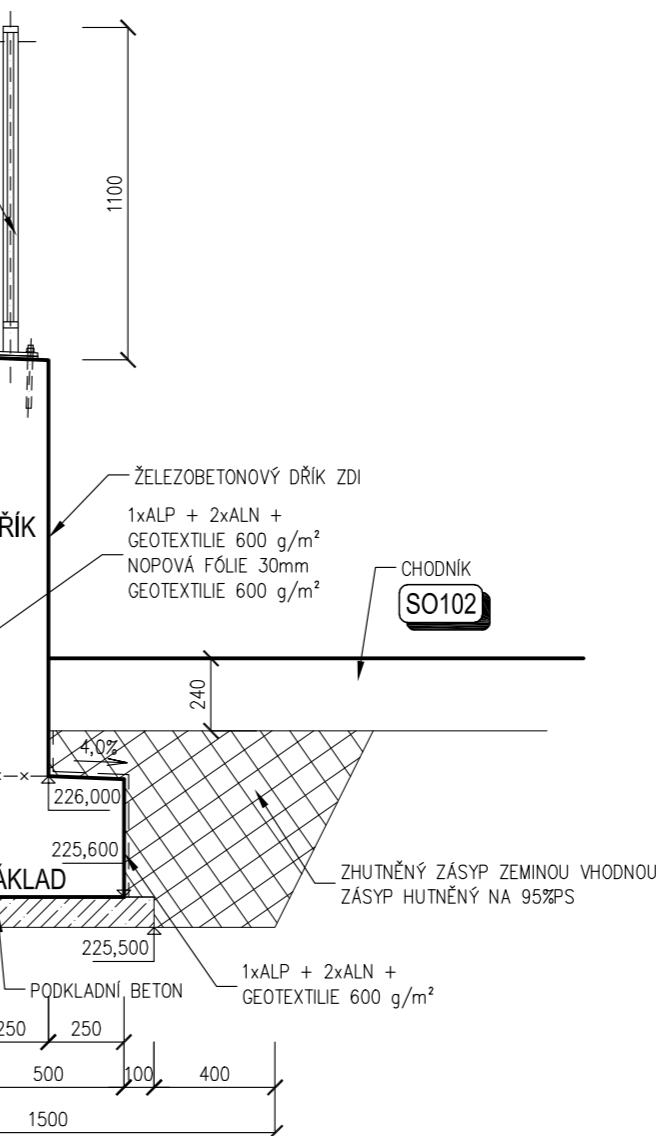 1100
ŽELEZOBETONOVÝ DŘÍK ZDI
ŘÍK
1xALP + 2xALN +
GEOTEXTILIE 600 g/m²
NOPOVÁ FÓLIE 30mm
GEOTEXTILIE 600 g/m²
CHODNÍK
SO102
240
4,0%
226,000
225,600
ÁKLAD
ZHUTNĚNÝ ZÁSYP ZEMINOU VHODNOU
ZÁSYP HUTNĚNÝ NA 95%PS
225,500
PODKLADNÍ BETON
1xALP + 2xALN +
GEOTEXTILIE 600 g/m²
250
250
500
100
400
1500